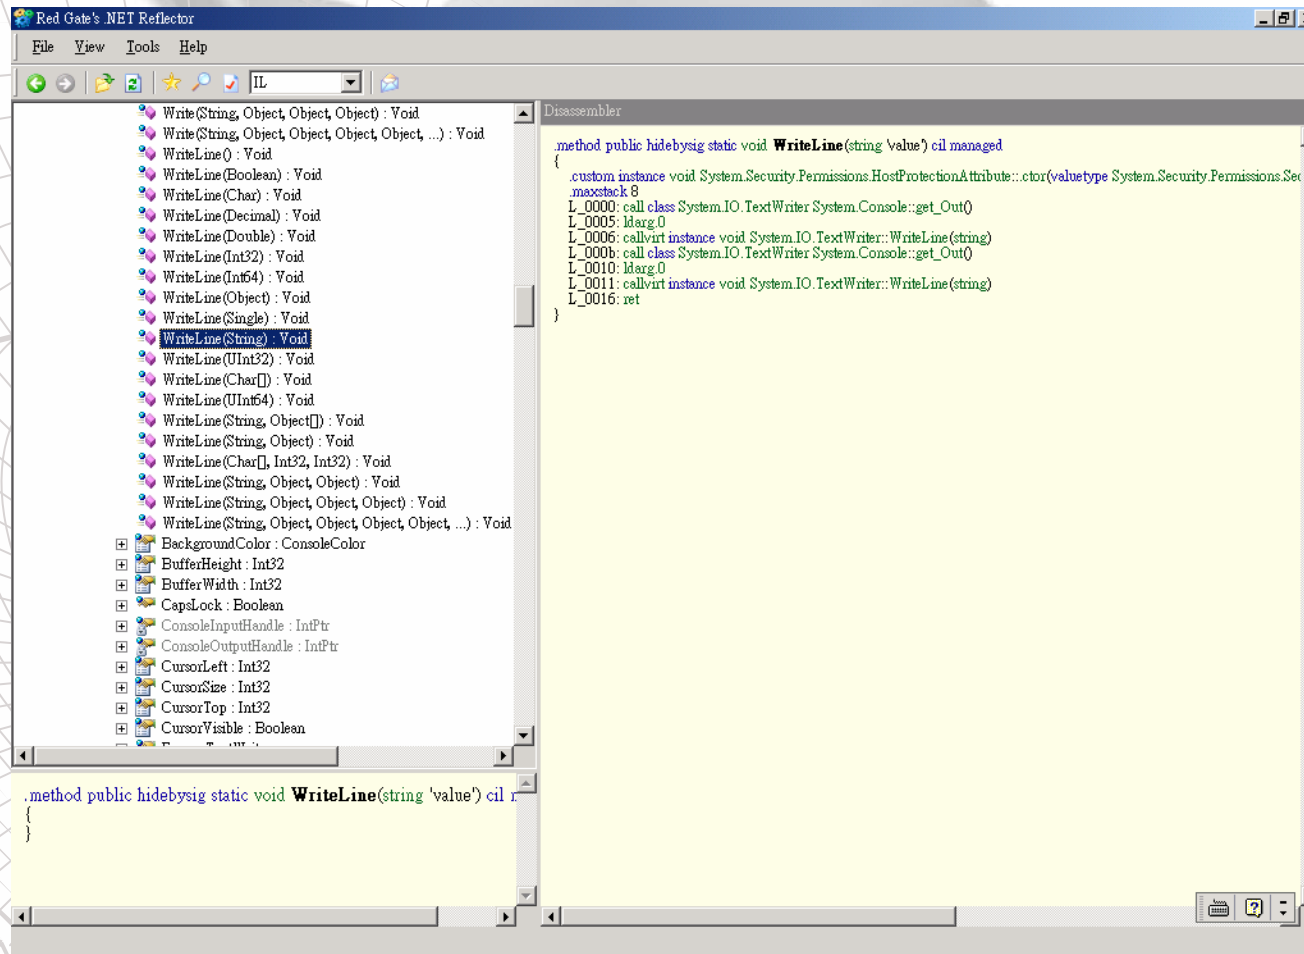 Red Gate's .NET Reflector
File View Tools Help
IL
Write(String, Object, Object, Object) : Void
Write(String, Object, Object, Object, Object, ...) : Void
WriteLine() : Void
WriteLine(Boolean) : Void
WriteLine(Char) : Void
WriteLine(Decimal) : Void
WriteLine(Double) : Void
WriteLine(Int32) : Void
WriteLine(Int64) : Void
WriteLine(Object) : Void
WriteLine(Single) : Void
WriteLine(String) : Void
WriteLine(UInt32) : Void
WriteLine(Char[]) : Void
WriteLine(UInt64) : Void
WriteLine(String, Object[]) : Void
WriteLine(String, Object) : Void
WriteLine(Char[], Int32, Int32) : Void
WriteLine(String, Object, Object) : Void
WriteLine(String, Object, Object, Object) : Void
WriteLine(String, Object, Object, Object, Object, ...) : Void
BackgroundColor : ConsoleColor
BufferHeight : Int32
BufferWidth : Int32
CapsLock : Boolean
ConsoleInputHandle : IntPtr
ConsoleOutputHandle : IntPtr
CursorLeft : Int32
CursorSize : Int32
CursorTop : Int32
CursorVisible : Boolean
.method public hidebysig static void WriteLine(string 'value') cil
{
}
Disassembler
.method public hidebysig static void WriteLine(string 'value') cil managed
{
.custom instance void System.Security.Permissions.HostProtectionAttribute::.ctor(valuetype System.Security.Permissions.Sec
.maxstack 8
L_0000: call class System.IO.TextWriter System.Console::get_Out()
L_0005: ldarg.0
L_0006: callvirt instance void System.IO.TextWriter::WriteLine(string)
L_000b: call class System.IO.TextWriter System.Console::get_Out()
L_0010: ldarg.0
L_0011: callvirt instance void System.IO.TextWriter::WriteLine(string)
L_0016: ret
}